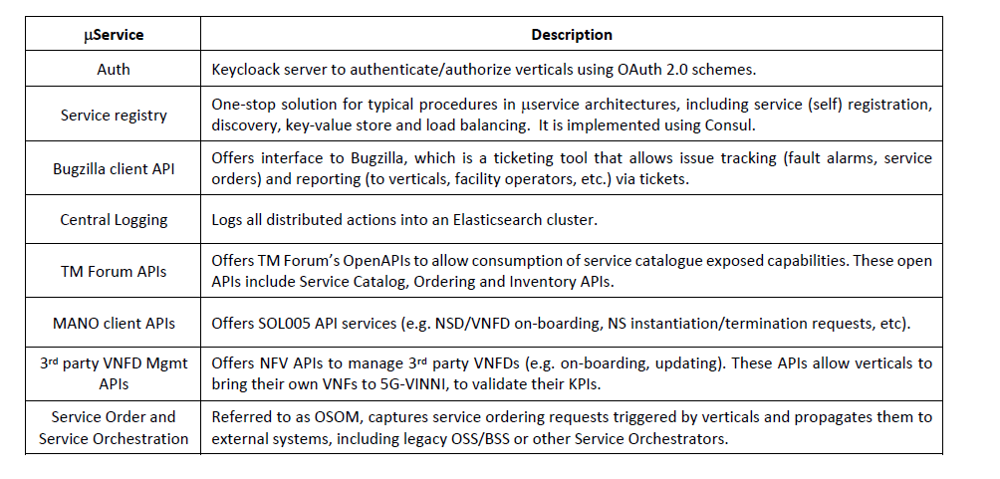 μService Description
Auth Keycloack server to authenticate/authorize verticals using OAuth 2.0 schemes.
Service registry
One-stop solution for typical procedures in μservice architectures, including service (self) registration,
discovery, key-value store and load balancing. It is implemented using Consul.
Bugzilla client API
Offers interface to Bugzilla, which is a ticketing tool that allows issue tracking (fault alarms, service
orders) and reporting (to verticals, facility operators, etc.) via tickets.
Central Logging Logs all distributed actions into an Elasticsearch cluster.
TM Forum APIs
Offers TM Forum’s OpenAPIs to allow consumption of service catalogue exposed capabilities. These open
APIs include Service Catalog, Ordering and Inventory APIs.
MANO client APIs Offers SOL005 API services (e.g. NSD/VNFD on-boarding, NS instantiation/termination requests, etc).
3rd party VNFD Mgmt
APIs
Offers NFV APIs to manage 3rd party VNFDs (e.g. on-boarding, updating). These APIs allow verticals to
bring their own VNFs to 5G-VINNI, to validate their KPIs.
Service Order and
Service Orchestration
Referred to as OSOM, captures service ordering requests triggered by verticals and propagates them to
external systems, including legacy OSS/BSS or other Service Orchestrators.